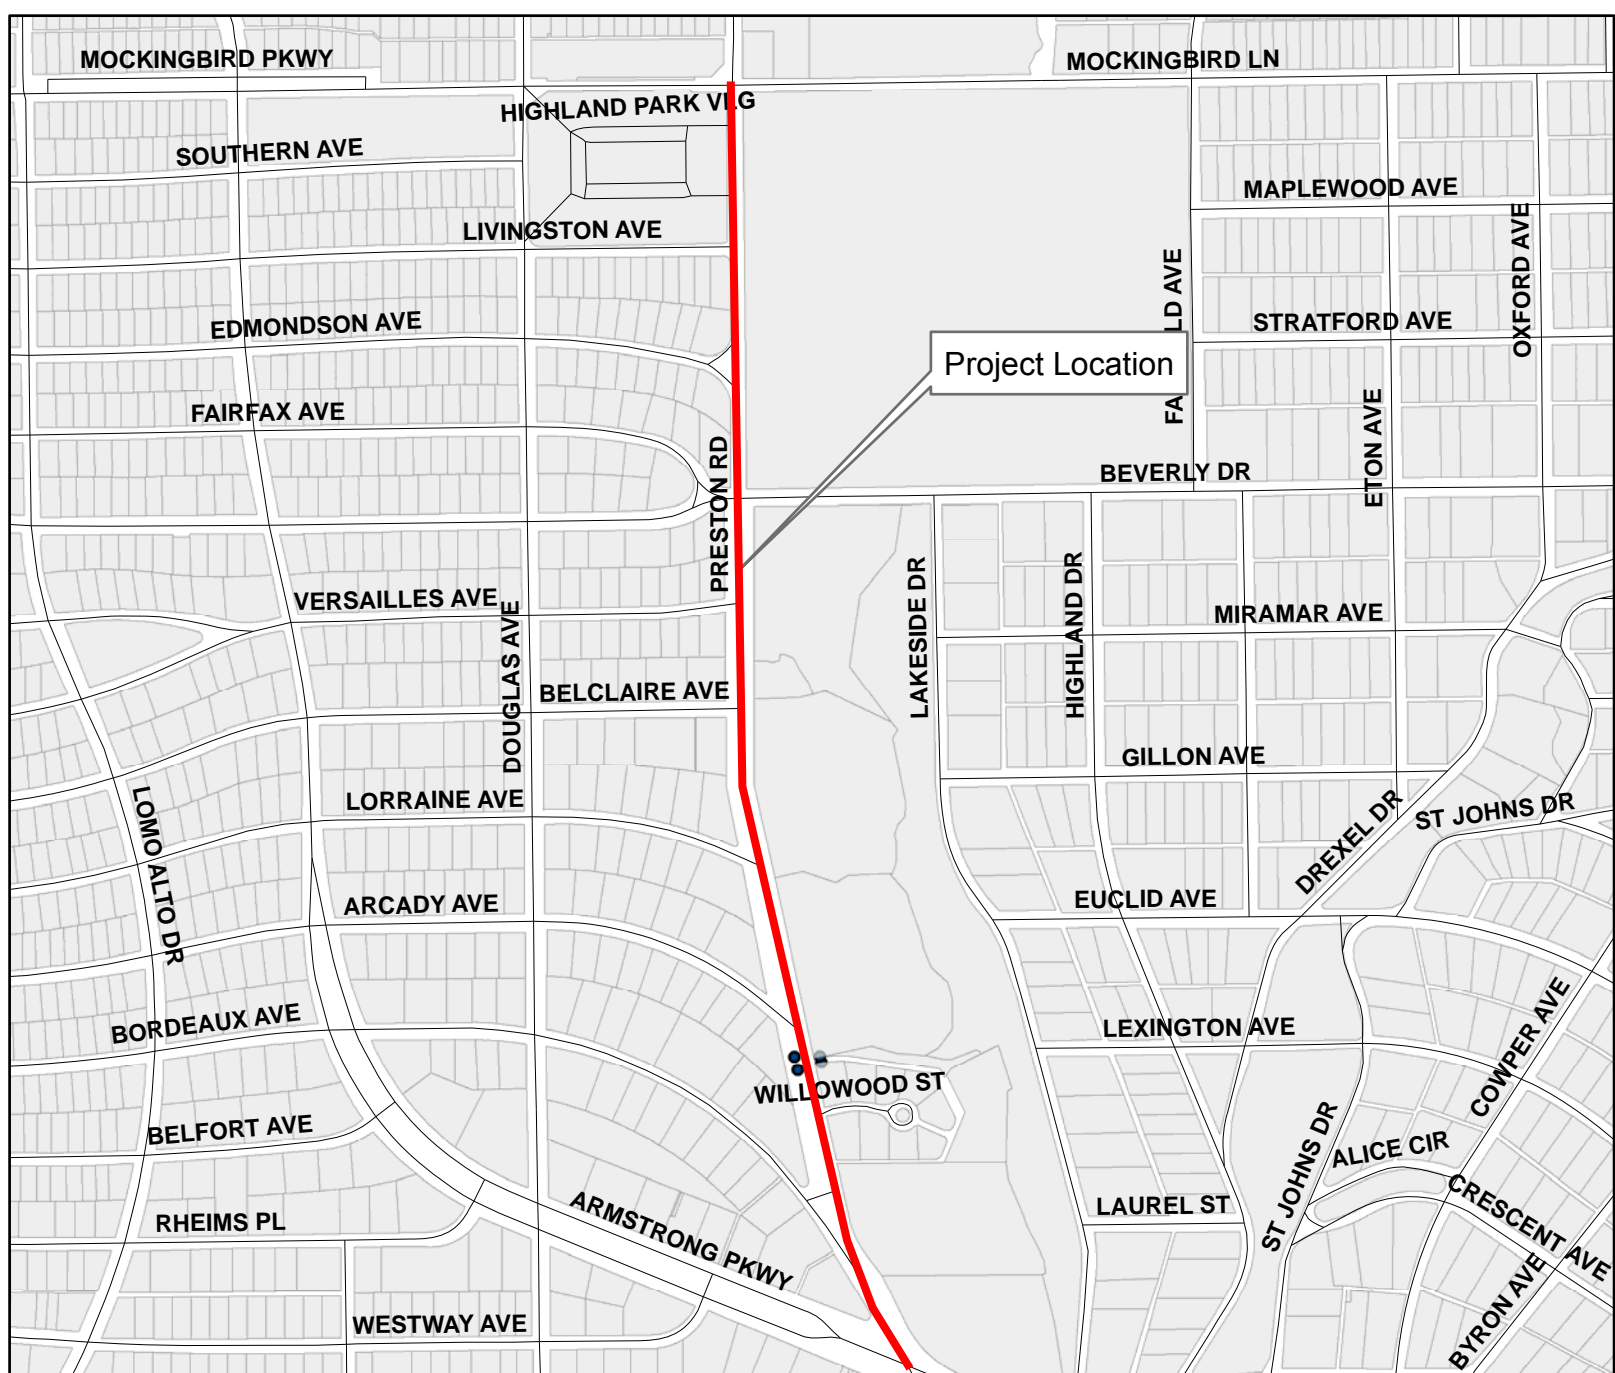 MOCKINGBIRD PKWY
MOCKINGBIRD LN
HIGHLAND PARK VLG
SOUTHERN AVE
MAPLEWOOD AVE
LIVINGSTON AVE
OXFORD AVE
EDMONDSON AVE
STRATFORD AVE
Project Location
FA LD AVE
FAIRFAX AVE
ETON AVE
BEVERLY DR
PRESTON RD
VERSAILLES AVE
LAKESIDE DR
HIGHLAND DR
MIRAMAR AVE
DOUGLAS AVE
BELCLAIRE AVE
GILLON AVE
LORRAINE AVE
LOMO ALTO DR
DREXEL DR
ST JOHNS DR
ARCADY AVE
EUCLID AVE
BORDEAUX AVE
LEXINGTON AVE
COWPER AVE
WILLOWOOD ST
BELFORT AVE
ST JOHNS DR
ALICE CIR
RHEIMS PL
ARMSTRONG PKWY
LAUREL ST
CRESCENT AVE
WESTWAY AVE
BYRON AVE